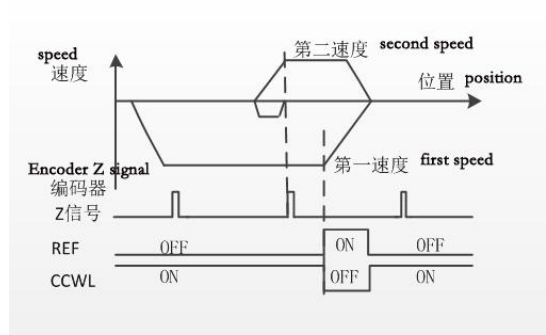 speed
速度
第二速度 second speed
位置 position
Encoder Z signal
编码器
Z信号
第一速度 first speed
REF OFF ON OFF
CCWL ON OFF ON